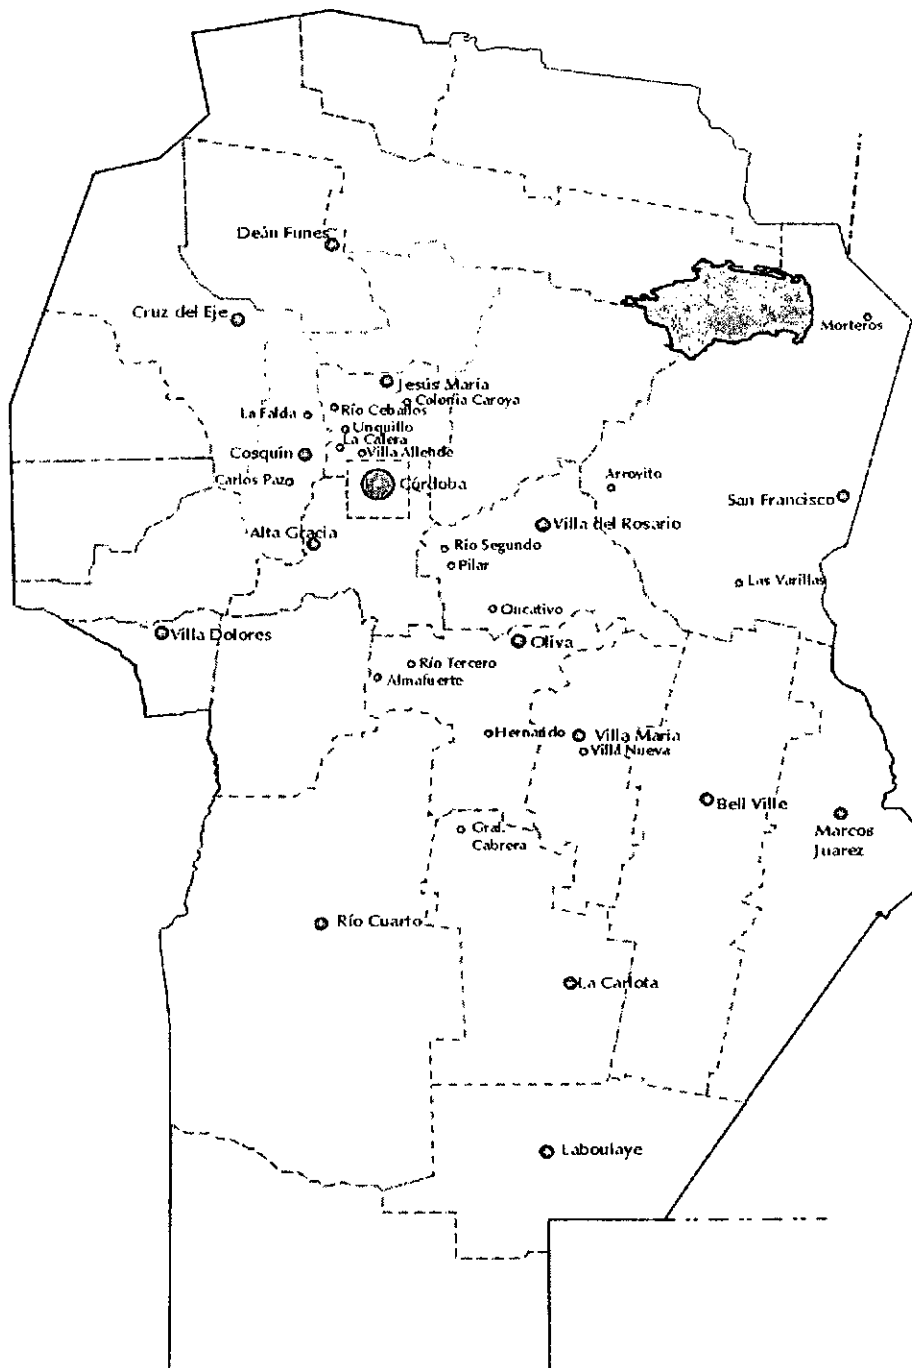 Deán Funes
Cruz del Eje
Morteros
Jesús María
Colonia Caroya
La Falda
Río Ceballos
Unquillo
La Calera
Cosquín
Villa Allende
Carlos Paz
Córdoba
Arroyito
San Francisco
Alta Gracia
Villa del Rosario
Río Segundo
Pilar
Las Varillas
Oncativo
Villa Dolores
Oliva
Río Tercero
Almafuerte
Hernando
Villa María
Villa Nueva
Bell Ville
Marcos
Juarez
Gral.
Cabrera
Río Cuarto
La Carlota
Laboulaye